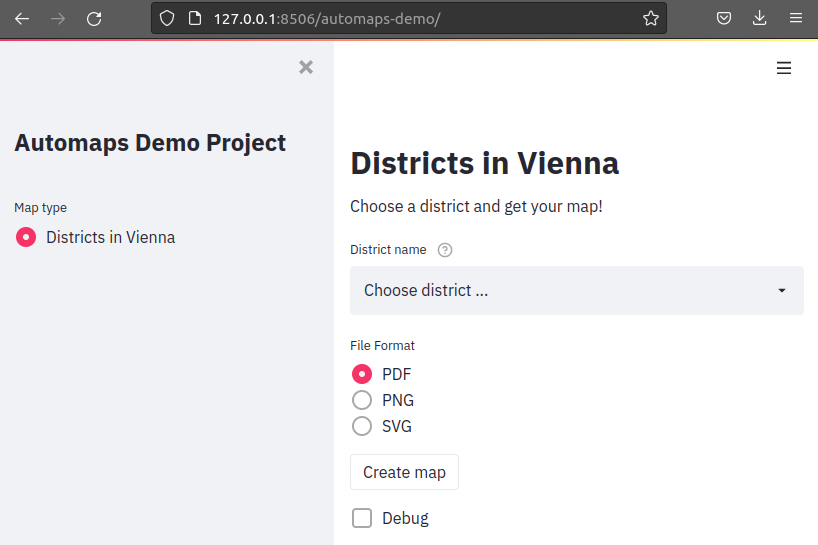 127.0.0.1:8506/automaps-demo/
Automaps Demo Project
Map type
Districts in Vienna
Districts in Vienna
Choose a district and get your map!
District name
Choose district ...
File Format
PDF
PNG
SVG
Create map
Debug